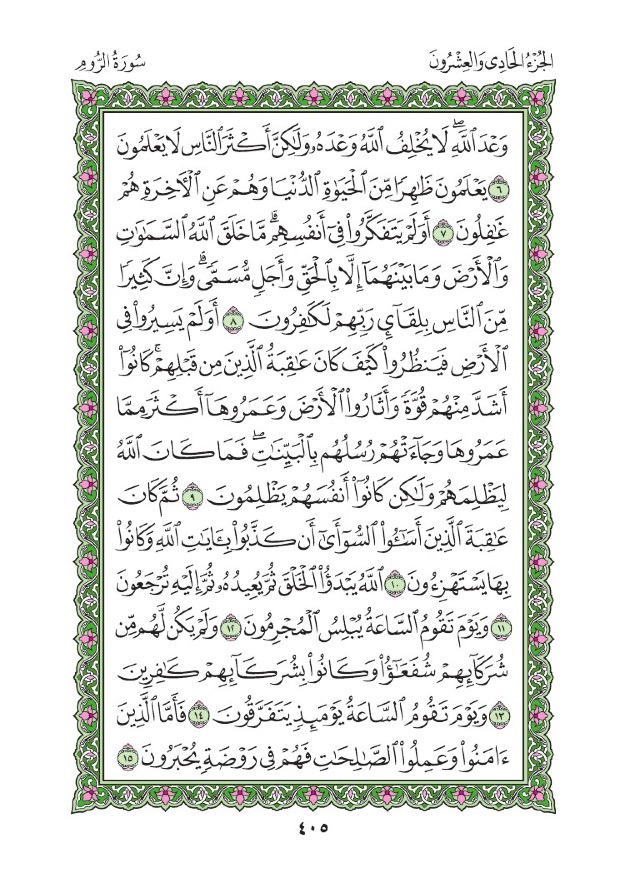 الجُزْءُ الحَادِي وَالعِشْرُونَ سُورَةُ الرُّومِ
وَعْدَ ٱللَّهِۖ لَا يُخْلِفُ ٱللَّهُ وَعْدَهُۥ وَلَٰكِنَّ أَكْثَرَ ٱلنَّاسِ لَا يَعْلَمُونَ
٦ يَعْلَمُونَ ظَٰهِرًا مِّنَ ٱلْحَيَوٰةِ ٱلدُّنْيَا وَهُمْ عَنِ ٱلْأٓخِرَةِ هُمْ
غَٰفِلُونَ ٧ أَوَلَمْ يَتَفَكَّرُوا۟ فِىٓ أَنفُسِهِمۗ مَّا خَلَقَ ٱللَّهُ ٱلسَّمَٰوَٰتِ
وَٱلْأَرْضَ وَمَا بَيْنَهُمَآ إِلَّا بِٱلْحَقِّ وَأَجَلٍ مُّسَمًّىۗ وَإِنَّ كَثِيرًا
مِّنَ ٱلنَّاسِ بِلِقَآئِ رَبِّهِمْ لَكَٰفِرُونَ ٨ أَوَلَمْ يَسِيرُوا۟ فِى
ٱلْأَرْضِ فَيَنظُرُوا۟ كَيْفَ كَانَ عَٰقِبَةُ ٱلَّذِينَ مِن قَبْلِهِمْۚ كَانُوٓا۟
أَشَدَّ مِنْهُمْ قُوَّةً وَأَثَارُوا۟ ٱلْأَرْضَ وَعَمَرُوهَآ أَكْثَرَ مِمَّا
عَمَرُوهَا وَجَآءَتْهُمْ رُسُلُهُم بِٱلْبَيِّنَٰتِۖ فَمَا كَانَ ٱللَّهُ
لِيَظْلِمَهُمْ وَلَٰكِن كَانُوٓا۟ أَنفُسَهُمْ يَظْلِمُونَ ٩ ثُمَّ كَانَ
عَٰقِبَةَ ٱلَّذِينَ أَسَٰٓـُٔوا۟ ٱلسُّوٓأَىٰٓ أَن كَذَّبُوا۟ بِـَٔايَٰتِ ٱللَّهِ وَكَانُوا۟
بِهَا يَسْتَهْزِءُونَ ١٠ ٱللَّهُ يَبْدَؤُا۟ ٱلْخَلْقَ ثُمَّ يُعِيدُهُۥ ثُمَّ إِلَيْهِ تُرْجَعُونَ
١١ وَيَوْمَ تَقُومُ ٱلسَّاعَةُ يُبْلِسُ ٱلْمُجْرِمُونَ ١٢ وَلَمْ يَكُن لَّهُم مِّن
شُرَكَآئِهِمْ شُفَعَٰٓؤُا۟ وَكَانُوا۟ بِشُرَكَآئِهِمْ كَٰفِرِينَ
١٣ وَيَوْمَ تَقُومُ ٱلسَّاعَةُ يَوْمَئِذٍ يَتَفَرَّقُونَ ١٤ فَأَمَّا ٱلَّذِينَ
ءَامَنُوا۟ وَعَمِلُوا۟ ٱلصَّٰلِحَٰتِ فَهُمْ فِى رَوْضَةٍ يُحْبَرُونَ ١٥
٤٠٥